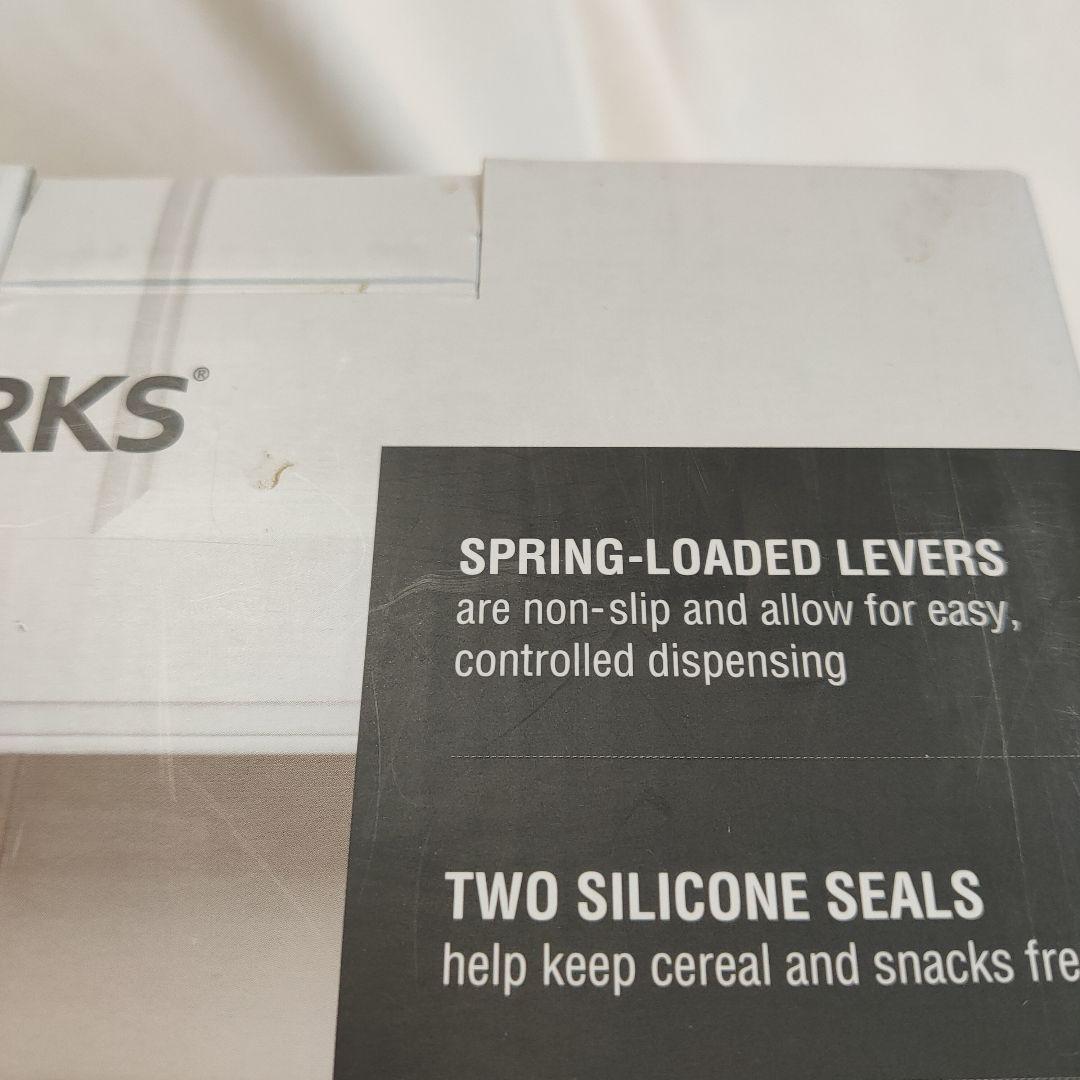 RKS®
SPRING-LOADED LEVERS
are non-slip and allow for easy,
controlled dispensing
TWO SILICONE SEALS
help keep cereal and snacks fre